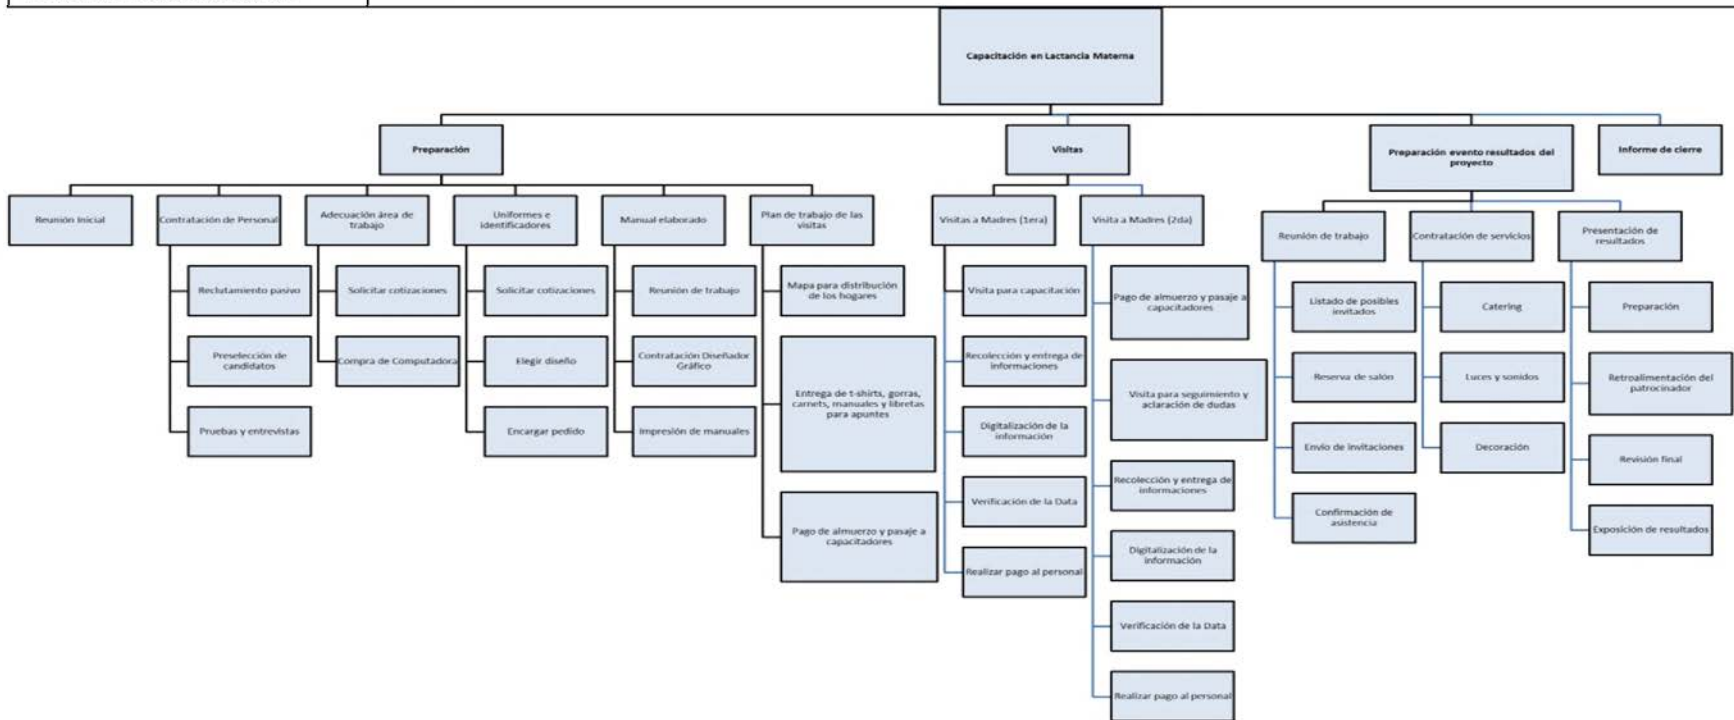 Capacitación en Lactancia Materna
Preparación
Visitas
Preparación evento resultados del
proyecto
Informe de cierre
Reunión Inicial
Contratación de Personal
Adecuación área de
trabajo
Uniformes e
identificadores
Manual elaborado
Plan de trabajo de las
visitas
Visitas a Madres (1era)
Visita a Madres (2da)
Reunión de trabajo
Contratación de servicios
Presentación de
resultados
Reclutamiento pasivo
Preselección de
candidatos
Pruebas y entrevistas
Solicitar cotizaciones
Compra de Computadora
Solicitar cotizaciones
Elegir diseño
Encargar pedido
Reunión de trabajo
Contratación Diseñador
Gráfico
Impresión de manuales
Mapa para distribución
de los hogares
Entrega de t-shirts, gorras,
carnets, manuales y libretas
para apuntes
Pago de almuerzo y pasaje a
capacitadores
Visita para capacitación
Recolección y entrega de
informaciones
Digitalización de la
información
Verificación de la Data
Realizar pago al personal
Pago de almuerzo y pasaje a
capacitadores
Visita para seguimiento y
aclaración de dudas
Recolección y entrega de
informaciones
Digitalización de la
información
Verificación de la Data
Realizar pago al personal
Listado de posibles
invitados
Reserva de salón
Envío de invitaciones
Confirmación de
asistencia
Catering
Luces y sonidos
Decoración
Preparación
Retroalimentación del
patrocinador
Revisión final
Exposición de resultados